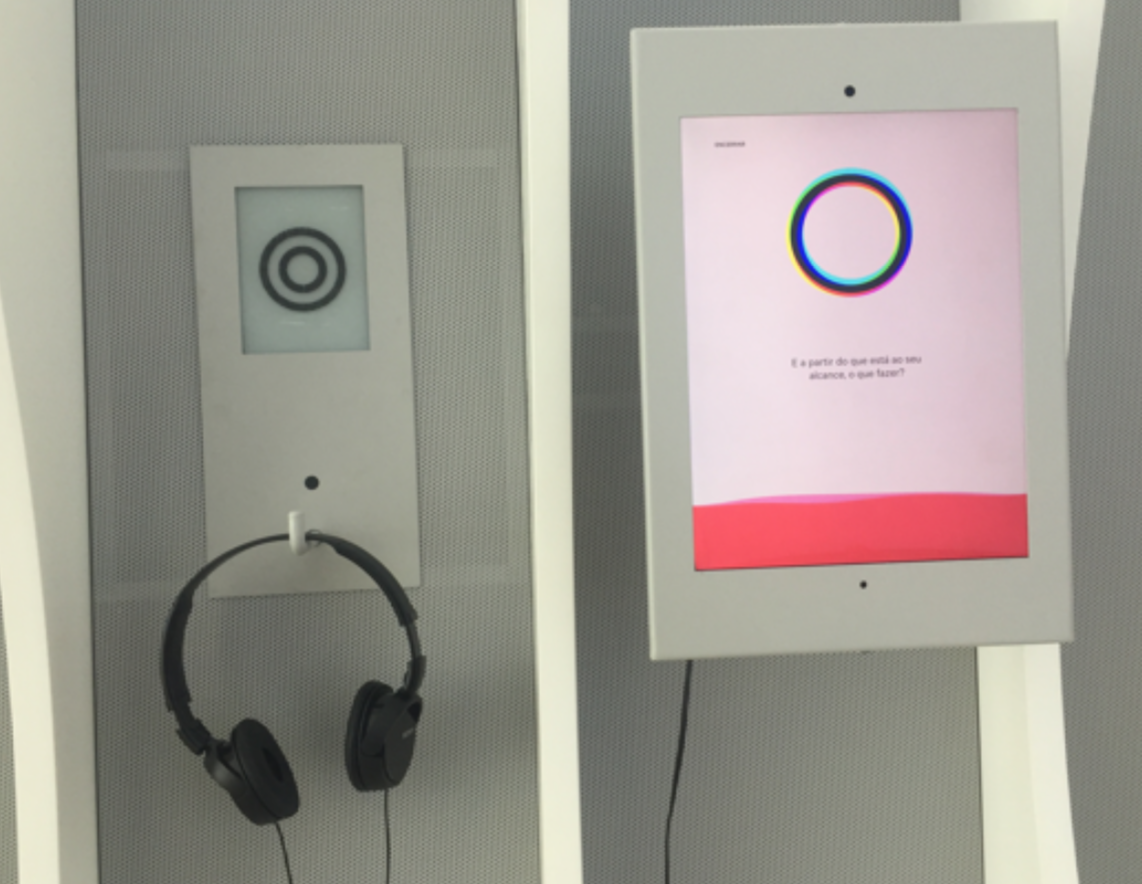 E a partir do que está ao seu
alcance, o que fazer?